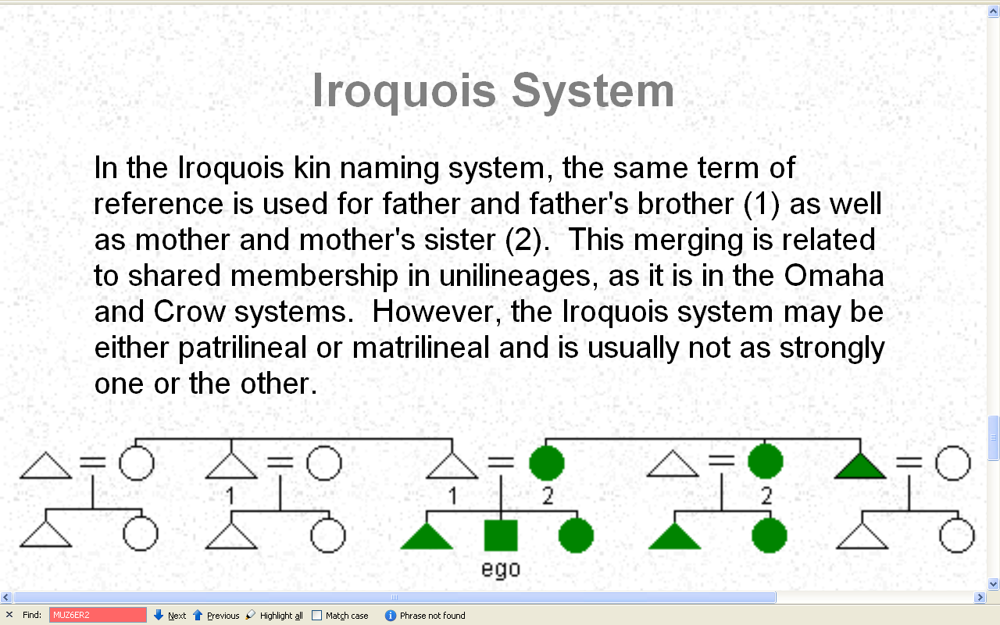 Iroquois System
In the Iroquois kin naming system, the same term of
reference is used for father and father's brother (1) as well
as mother and mother's sister (2).  This merging is related
to shared membership in unilineages, as it is in the Omaha
and Crow systems.  However, the Iroquois system may be
either patrilineal or matrilineal and is usually not as strongly
one or the other.
1 1 2 2
ego
Find: MUZ6ER2 Next Previous Highlight all Match case Phrase not found